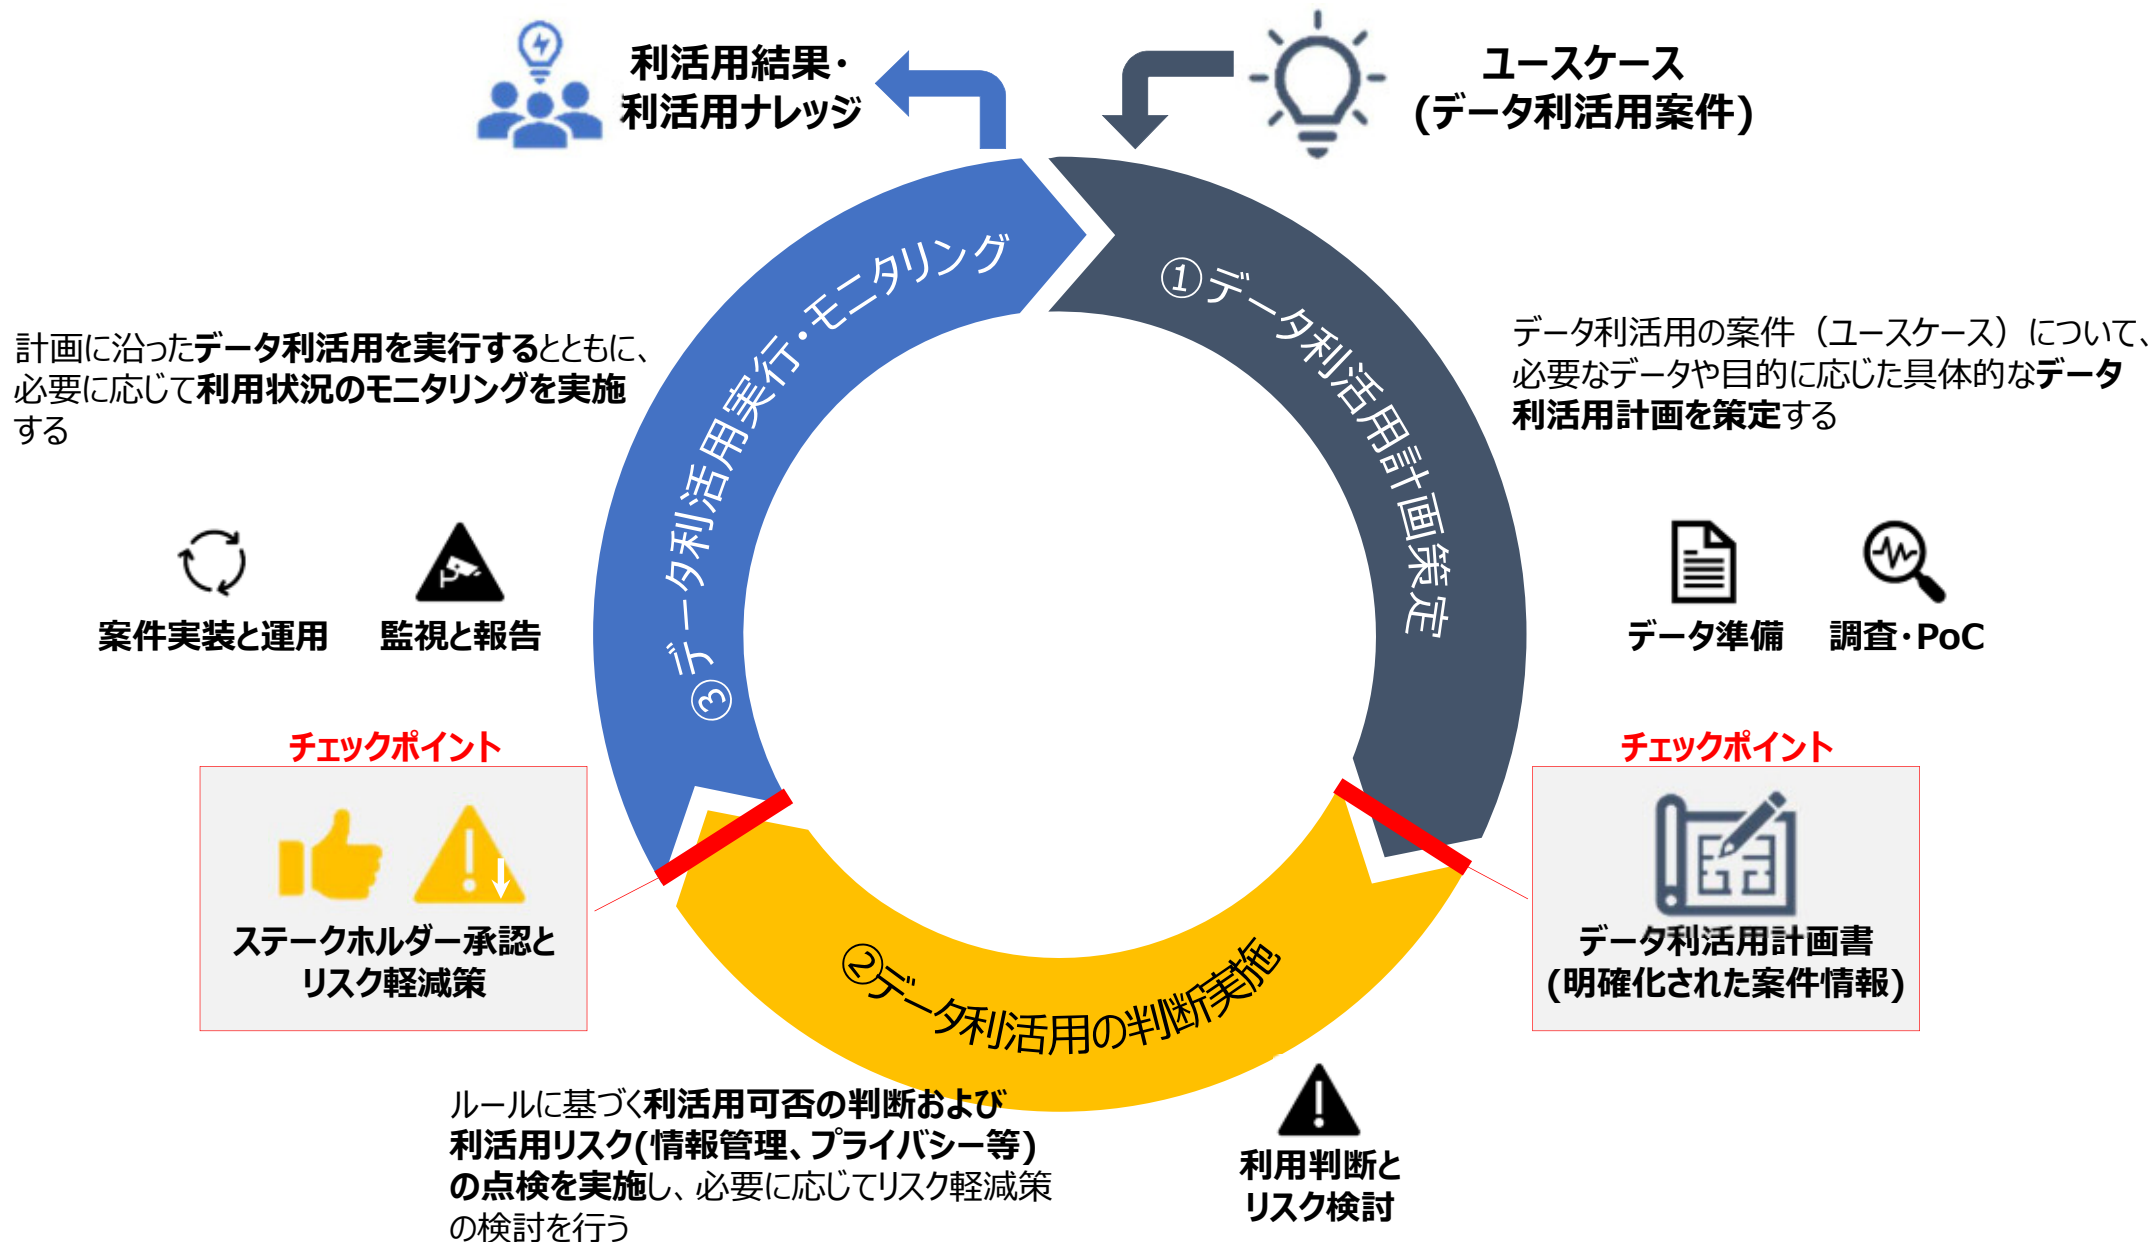 利活用結果・
利活用ナレッジ
ユースケース
(データ利活用案件)
①データ利活用計画策定
データ利活用の案件（ユースケース）について、
必要なデータや目的に応じた具体的なデータ
利活用計画を策定する
データ準備
調査・PoC
チェックポイント
データ利活用計画書
(明確化された案件情報)
②データ利活用の判断実施
ルールに基づく利活用可否の判断および
利活用リスク(情報管理、プライバシー等)
の点検を実施し、必要に応じてリスク軽減策
の検討を行う
利用判断と
リスク検討
チェックポイント
ステークホルダー承認と
リスク軽減策
③データ利活用実行・モニタリング
計画に沿ったデータ利活用を実行するとともに、
必要に応じて利用状況のモニタリングを実施
する
案件実装と運用
監視と報告